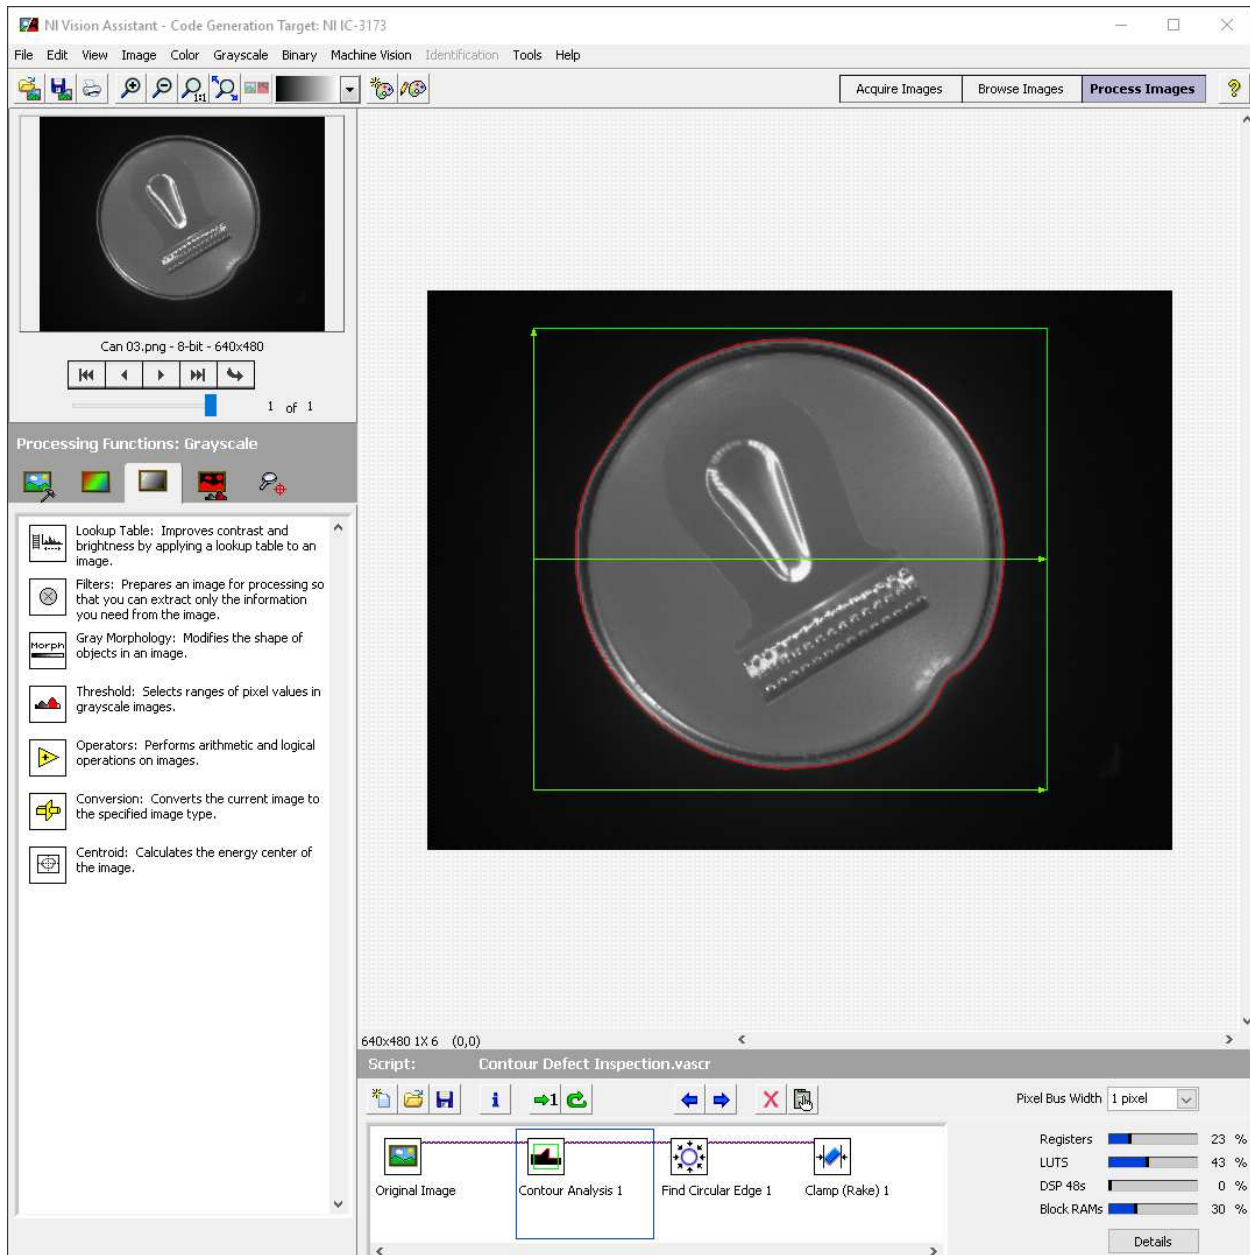 NI Vision Assistant - Code Generation Target: NI IC-3173
File Edit View Image Color Grayscale Binary Machine Vision Identification Tools Help
1:1
Acquire Images Browse Images Process Images ?
Can 03.png - 8-bit - 640x480
1 of 1
Processing Functions: Grayscale
Lookup Table: Improves contrast and
brightness by applying a lookup table to an
image.
Filters: Prepares an image for processing so
that you can extract only the information
you need from the image.
Morph
Gray Morphology: Modifies the shape of
objects in an image.
Threshold: Selects ranges of pixel values in
grayscale images.
Operators: Performs arithmetic and logical
operations on images.
Conversion: Converts the current image to
the specified image type.
Centroid: Calculates the energy center of
the image.
640x480 1X 6 (0,0)
Script: Contour Defect Inspection.vascr
i 1
Pixel Bus Width 1 pixel
Original Image Contour Analysis 1 Find Circular Edge 1 Clamp (Rake) 1
Registers 23 %
LUTS 43 %
DSP 48s 0 %
Block RAMs 30 %
Details